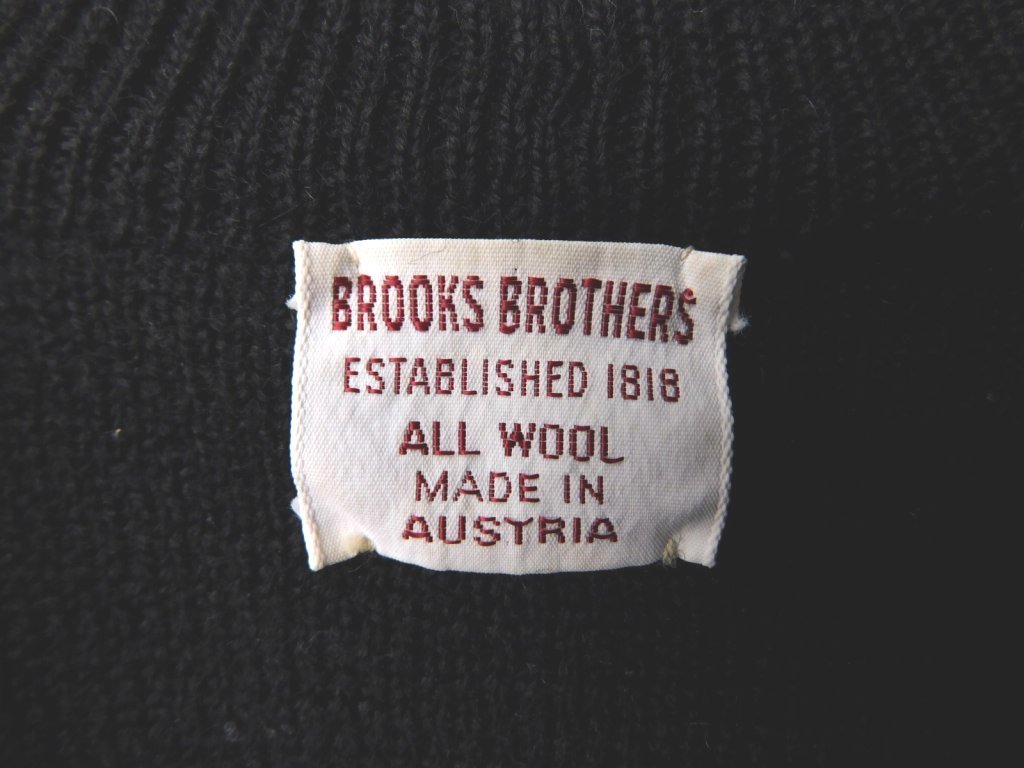 BROOKS BROTHERS
ESTABLISHED 1818
ALL WOOL
MADE IN
AUSTRIA